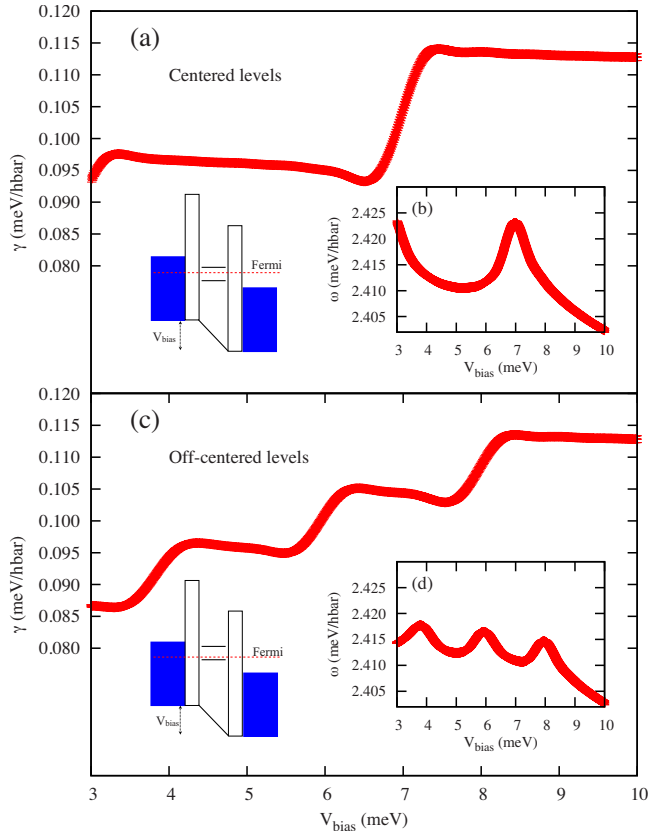 0.120
(a)
0.115
Centered levels
0.110
0.105
0.100
0.095
0.090
0.085
0.080
γ (meV/hbar)
Fermi
V_bias
(b)
2.425
2.420
2.415
2.410
2.405
ω (meV/hbar)
3 4 5 6 7 8 9 10
V_bias (meV)
0.120
(c)
0.115
Off-centered levels
0.110
0.105
0.100
0.095
0.090
0.085
0.080
γ (meV/hbar)
Fermi
V_bias
(d)
2.425
2.420
2.415
2.410
2.405
ω (meV/hbar)
3 4 5 6 7 8 9 10
V_bias (meV)
3 4 5 6 7 8 9 10
V_bias (meV)